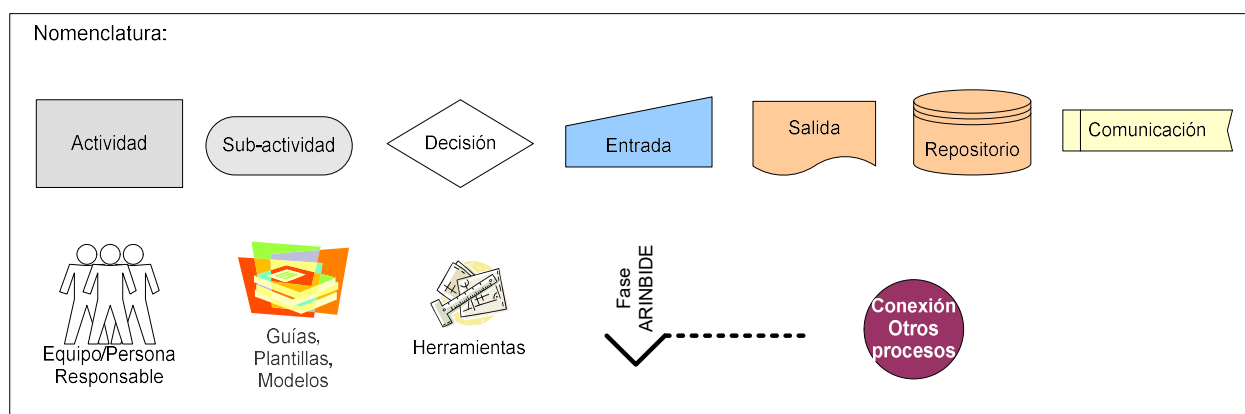 Nomenclatura:
Actividad
Sub-actividad
Decisión
Entrada
Salida
Repositorio
Comunicación
Equipo/Persona
Responsable
Guías,
Plantillas,
Modelos
Herramientas
Fase
ARINBIDE
Conexión
Otros
procesos